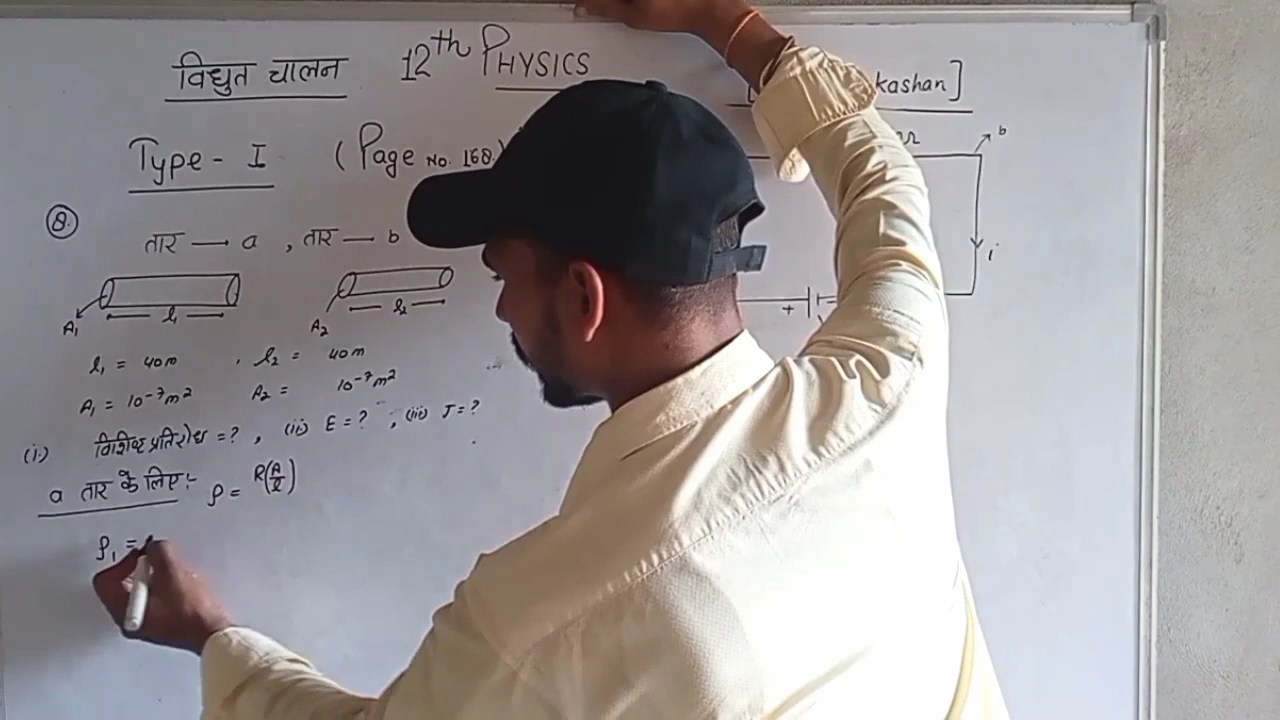 विधुत चालन 12th PHYSICS kashan]
Type - I (Page No. 168.)
8.
तार → a , तार → b
l₁ l₂
A₁ A₂
l₁ = 40m , l₂ = 40m
A₁ = 10⁻⁷m² A₂ = 10⁻⁷m²
(i.) विशिष्ट प्रतिरोध = ? , (ii) E = ? , (iii) J = ?
a तार के लिए:- ρ = R(A/l)
ρ₁ =
b
i
+